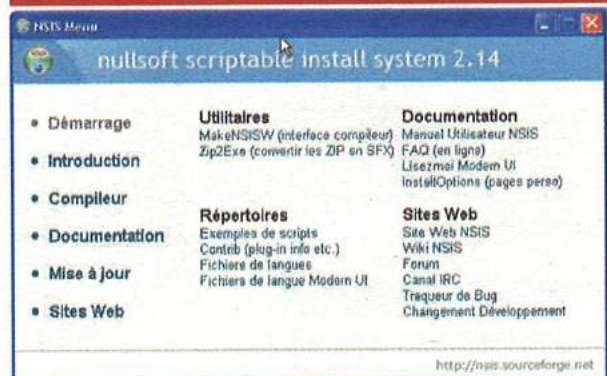 NSIS Menu
nullsoft scriptable install system 2.14
Démarrage
Introduction
Compileur
Documentation
Mise à jour
Sites Web
Utilitaires
MakeNSISW (interface compileur)
Zip2Exe (convertir les ZIP en SFX)
Répertoires
Exemples de scripts
Contrib (plug-in info etc.)
Fichiers de langues
Fichiers de langue Modern UI
Documentation
Manuel Utilisateur NSIS
FAQ (en ligne)
Lisezmoi Modern UI
InstallOptions (pages perso)
Sites Web
Site Web NSIS
Wiki NSIS
Forum
Canal IRC
Traqueur de Bug
Changement Développement
http://nsis.sourceforge.net